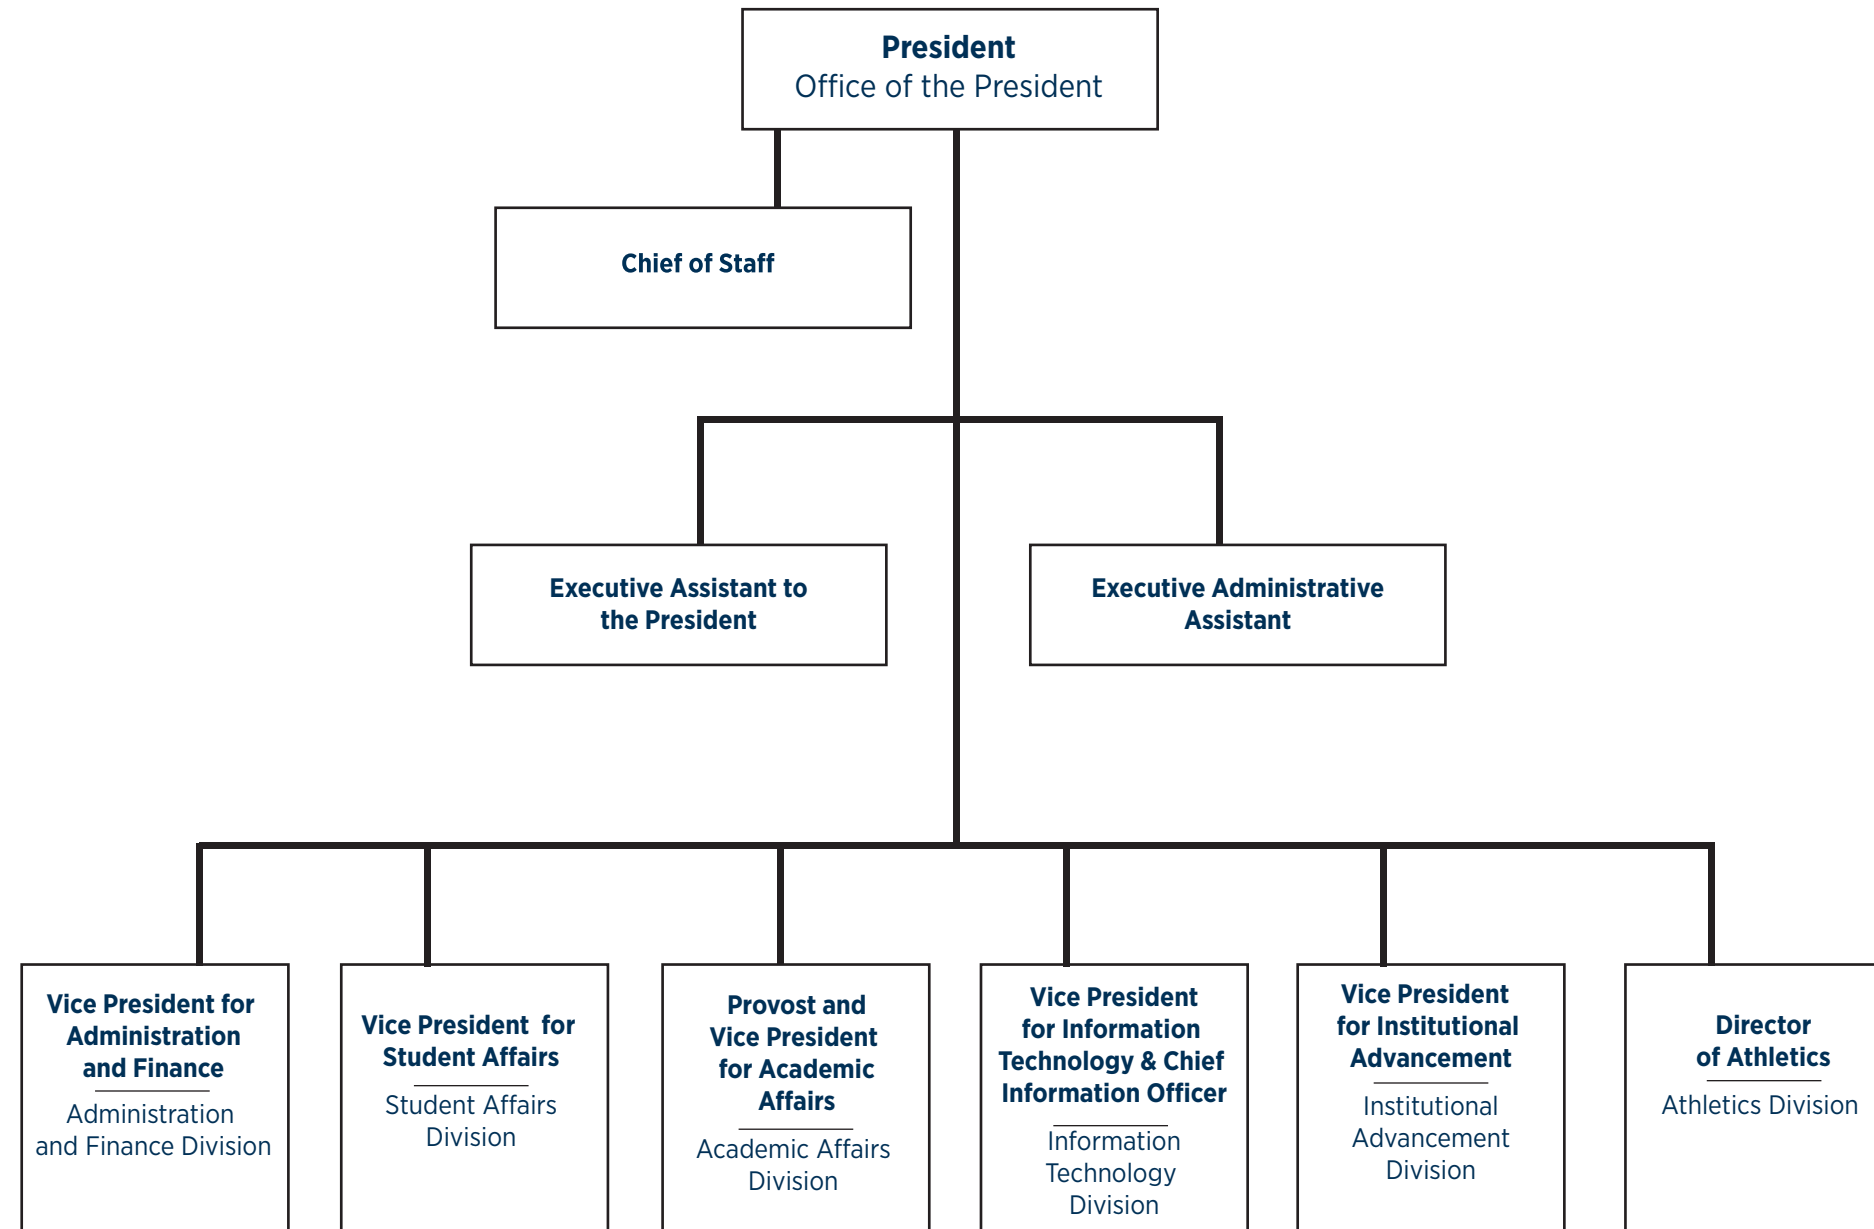 President
Office of the President
Chief of Staff
Executive Assistant to
the President
Executive Administrative
Assistant
Vice President for
Administration
and Finance
Administration
and Finance Division
Vice President for
Student Affairs
Student Affairs
Division
Provost and
Vice President
for Academic
Affairs
Academic Affairs
Division
Vice President
for Information
Technology & Chief
Information Officer
Information
Technology
Division
Vice President
for Institutional
Advancement
Institutional
Advancement
Division
Director
of Athletics
Athletics Division